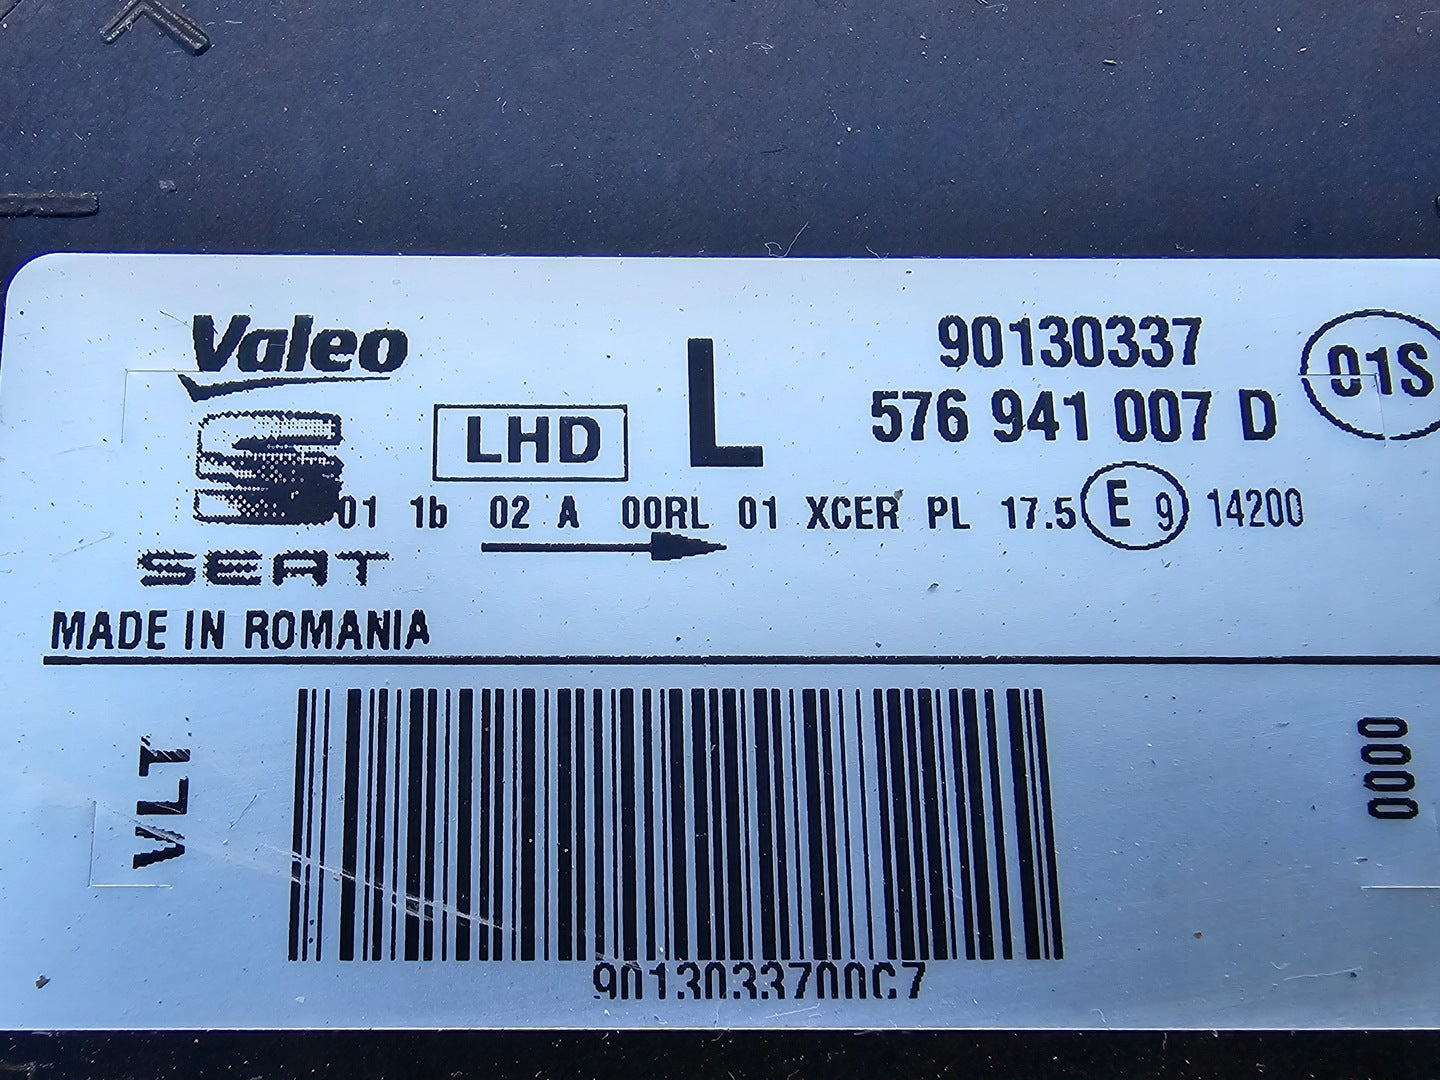 Valeo
SEAT
LHD
L
90130337
576 941 007 D
01S
01 1b 02 A 00RL 01 XCER PL 17.5 E 9 14200
MADE IN ROMANIA
VLT
0000
9013033700C7